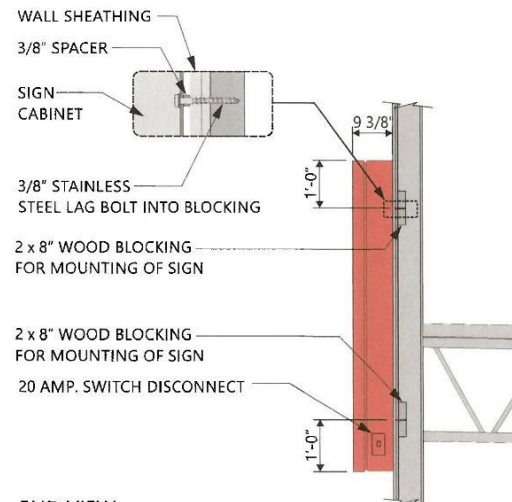 WALL SHEATHING
3/8" SPACER
SIGN
CABINET
3/8" STAINLESS
STEEL LAG BOLT INTO BLOCKING
2 x 8" WOOD BLOCKING
FOR MOUNTING OF SIGN
2 x 8" WOOD BLOCKING
FOR MOUNTING OF SIGN
20 AMP. SWITCH DISCONNECT
9 3/8"
1'-0"
1'-0"
END VIEW